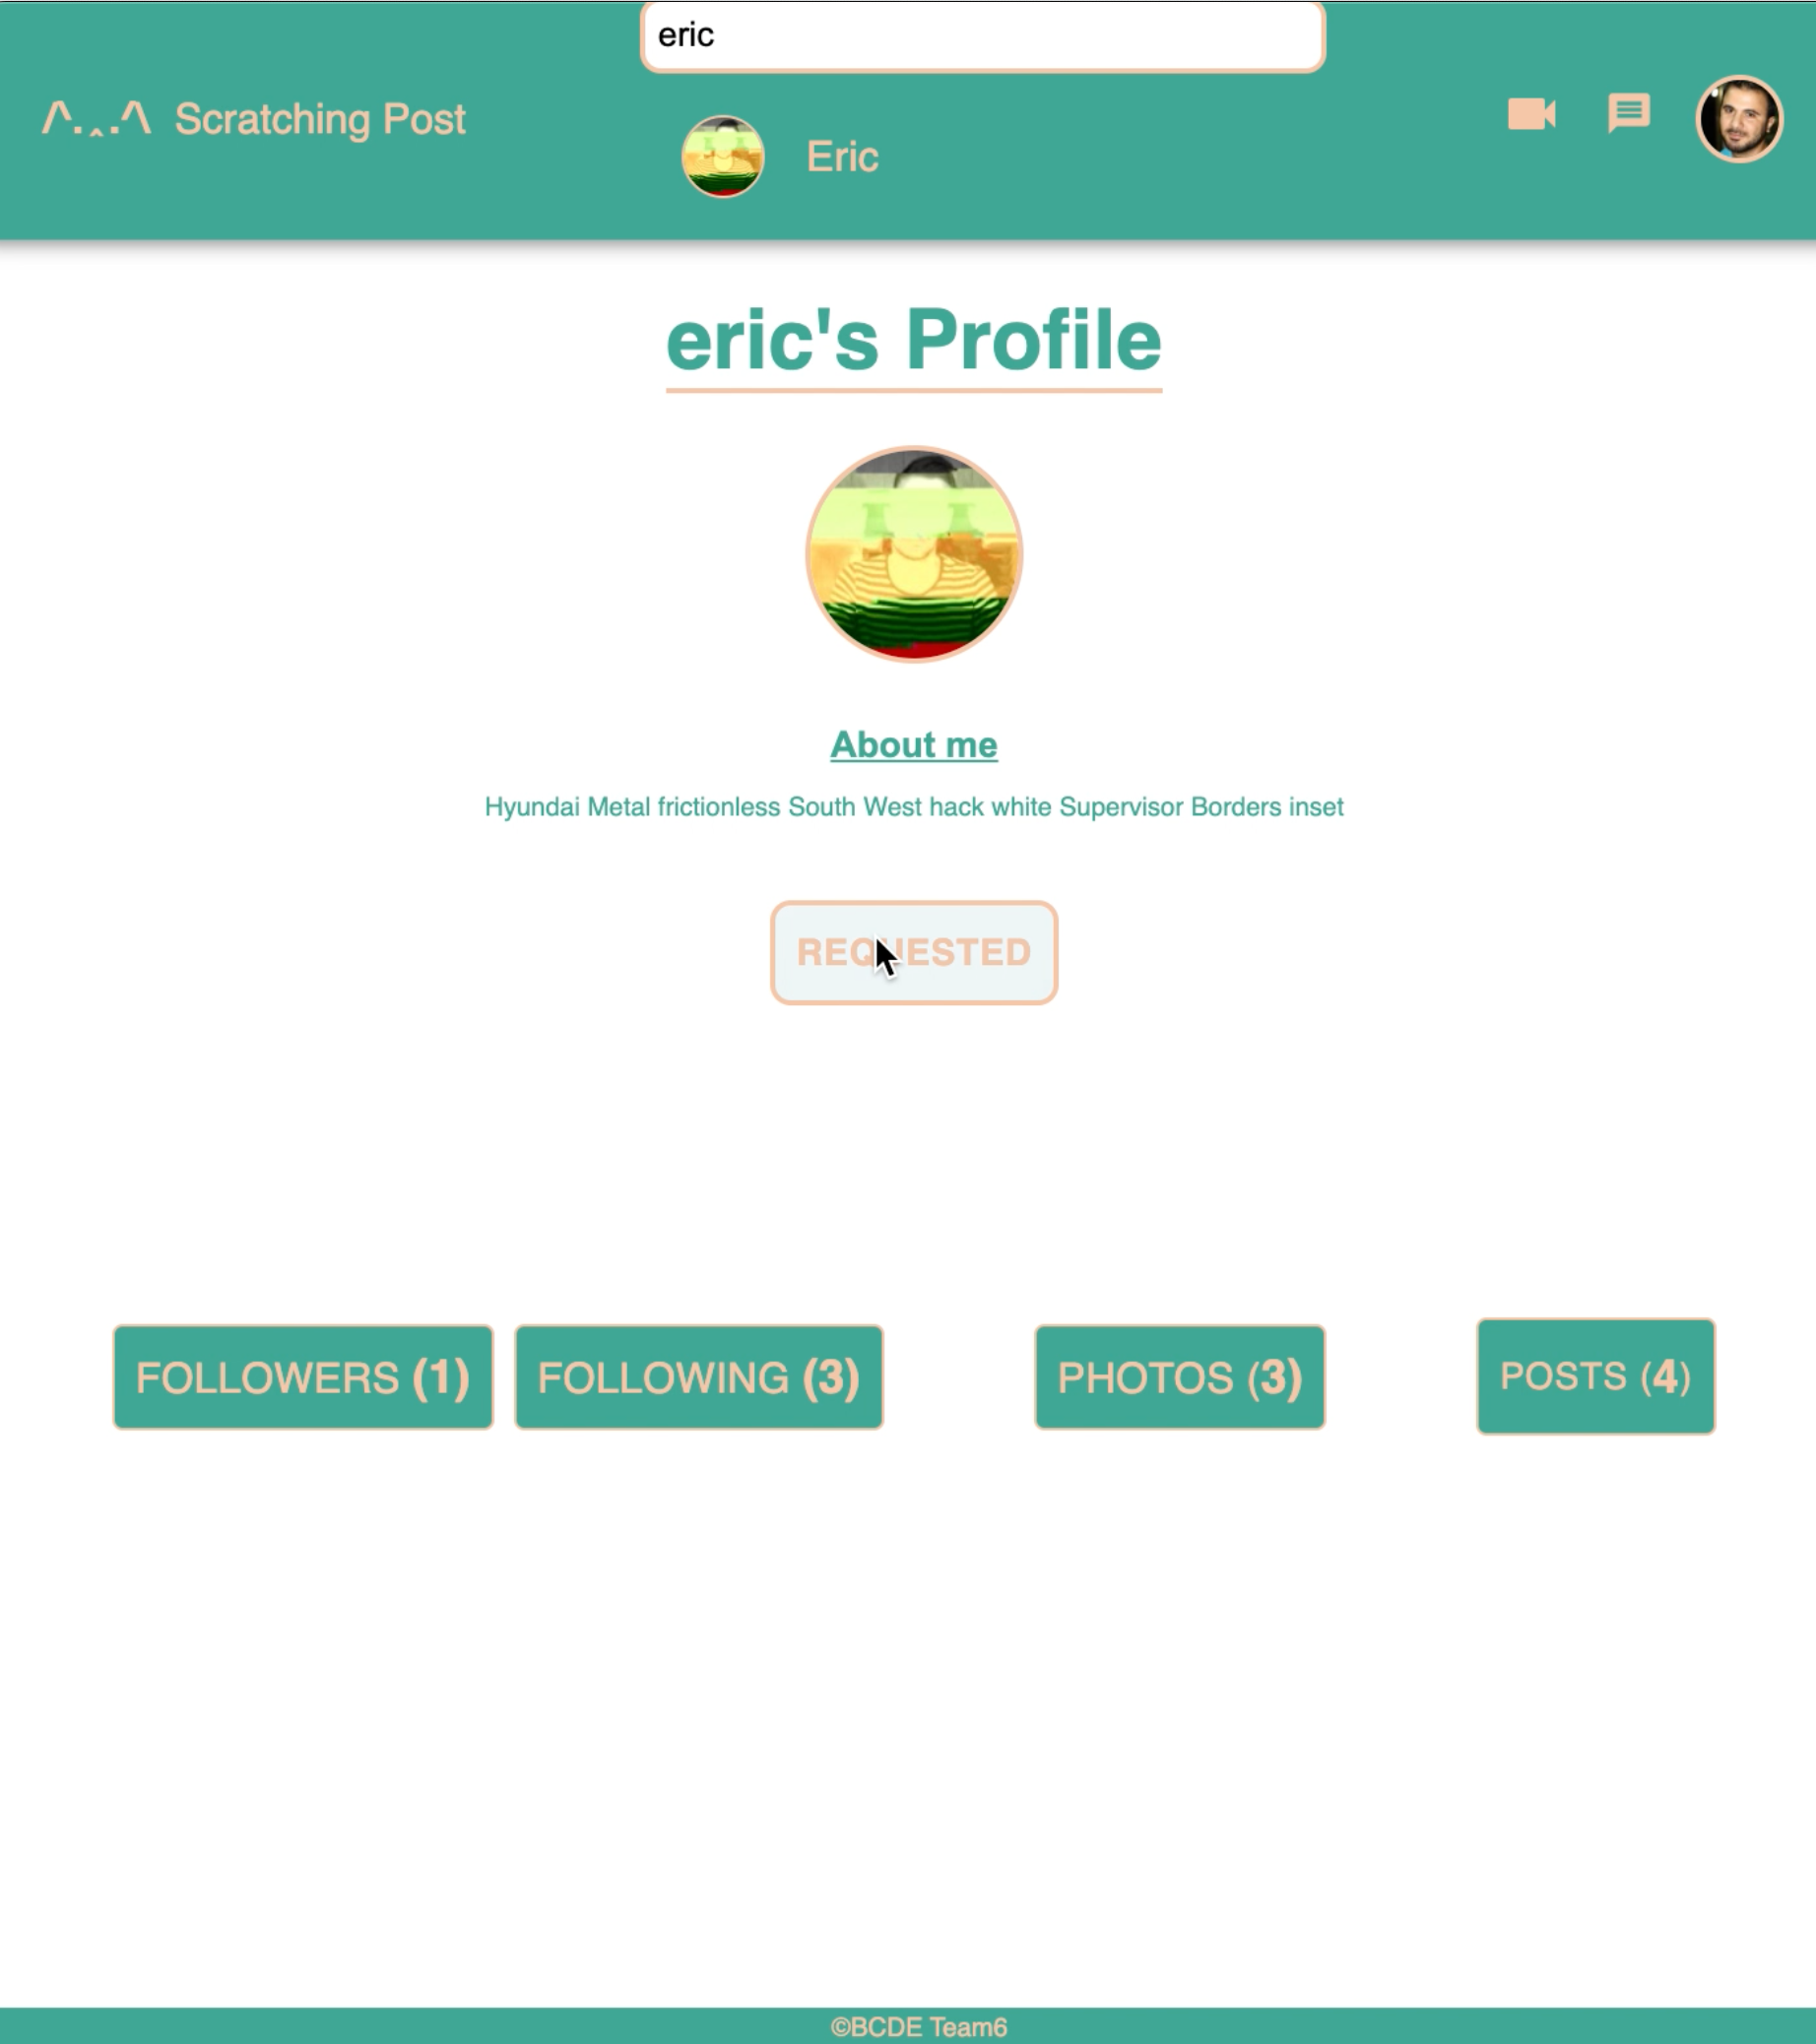 eric
/\.‸./\ Scratching Post
Eric
eric's Profile
About me
Hyundai Metal frictionless South West hack white Supervisor Borders inset
REQUESTED
FOLLOWERS (1) FOLLOWING (3) PHOTOS (3) POSTS (4)
©BCDE Team6